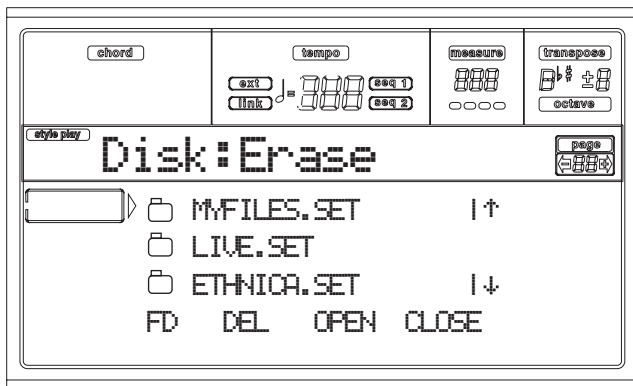 chord tempo measure transpose
ext seq 1
link seq 2
octave
style play
Disk:Erase
page
MYFILES.SET |↑
LIVE.SET
ETHNICA.SET |↓
FD DEL OPEN CLOSE